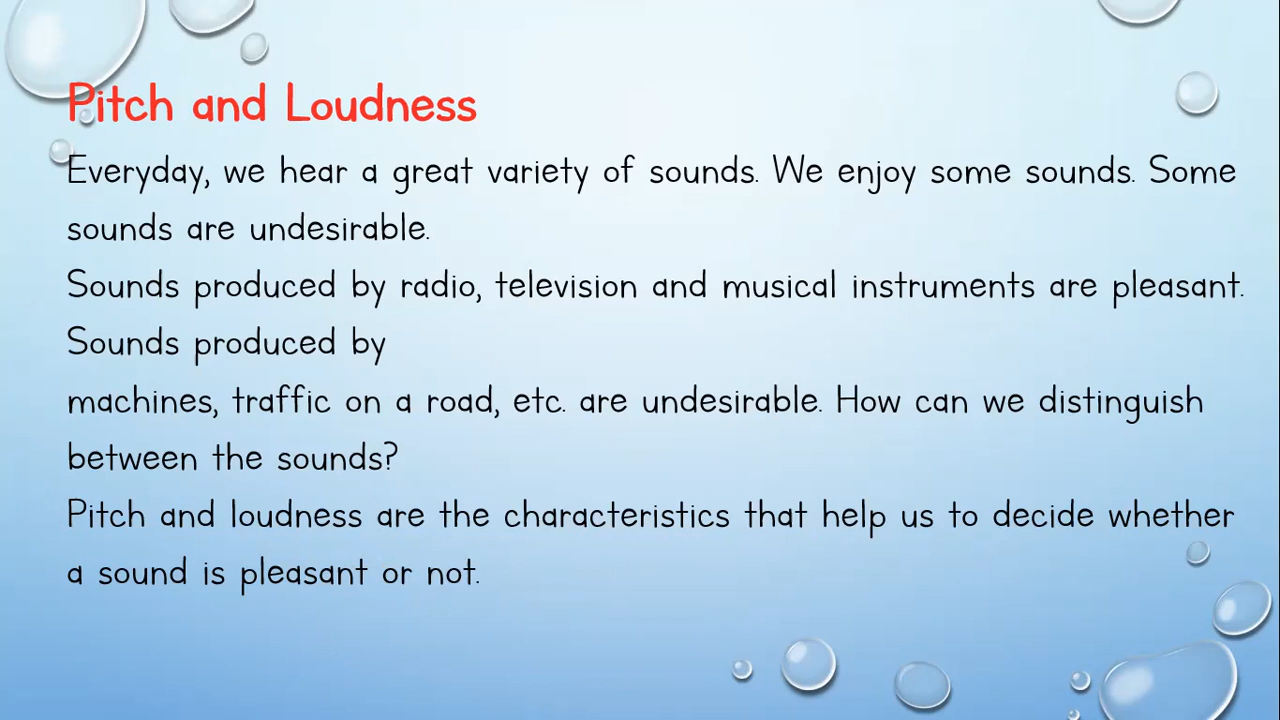 Pitch and Loudness
Everyday, we hear a great variety of sounds. We enjoy some sounds. Some
sounds are undesirable.
Sounds produced by radio, television and musical instruments are pleasant.
Sounds produced by
machines, traffic on a road, etc. are undesirable. How can we distinguish
between the sounds?
Pitch and loudness are the characteristics that help us to decide whether
a sound is pleasant or not.